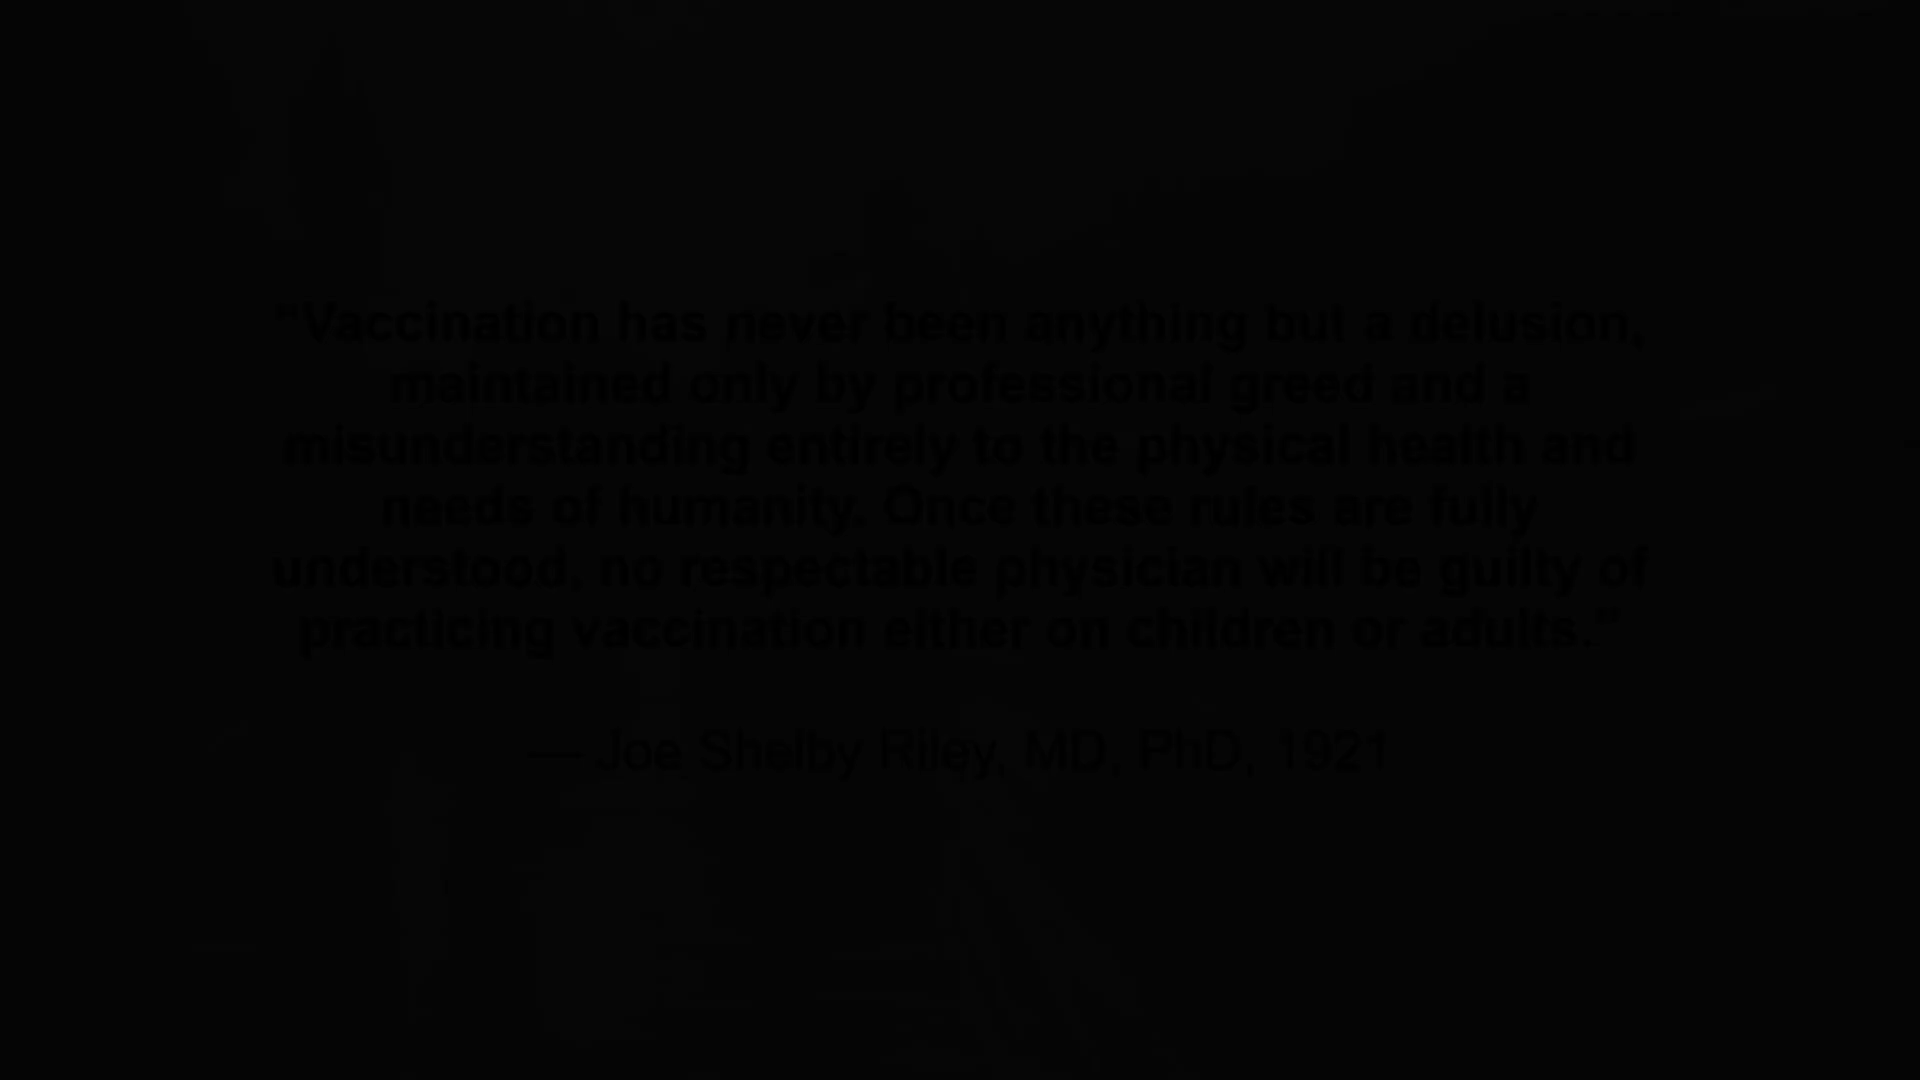 "Vaccination has never been anything but a delusion,
maintained only by professional greed and a
misunderstanding entirely to the physical health and
needs of humanity. Once these rules are fully
understood, no respectable physician will be guilty of
practicing vaccination either on children or adults."
— Joe Shelby Riley, MD, PhD, 1921